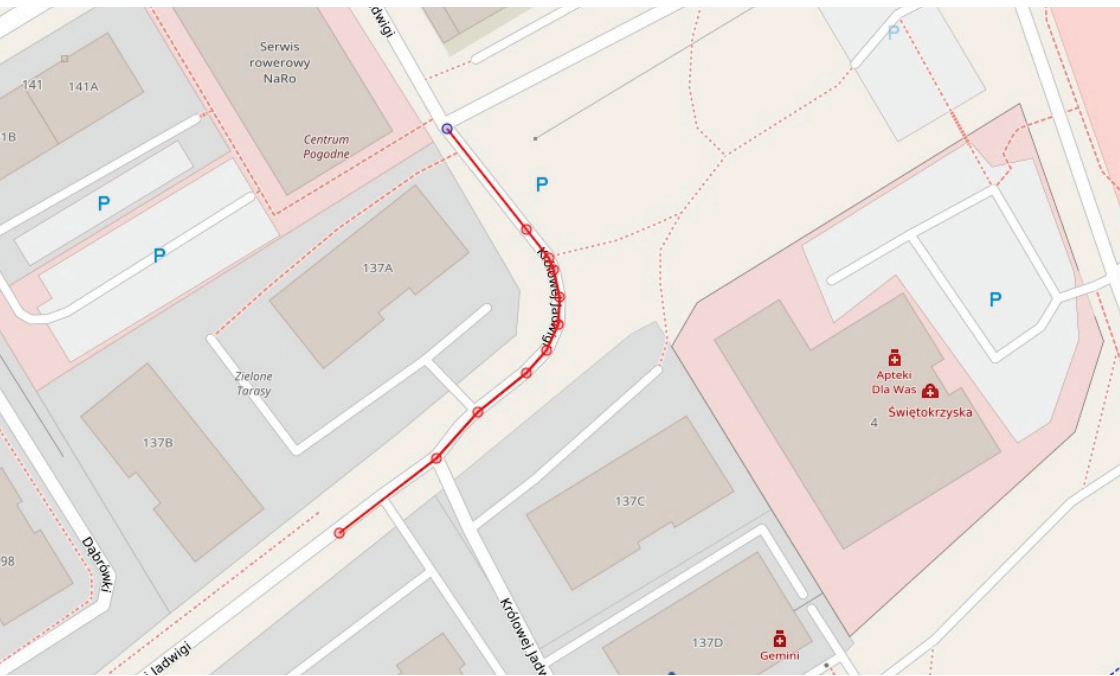 dwigi
Serwis
rowerowy
NaRo
P
141
141A
1B
Centrum
Pogodne
P
P
P
137A
Królowej Jadwigi
P
Zielone
Tarasy
Apteki
Dla Was
Świętokrzyska
4
137B
137C
98
Dąbrówki
Królowej Jadw
137D
Gemini
i Jadwigi